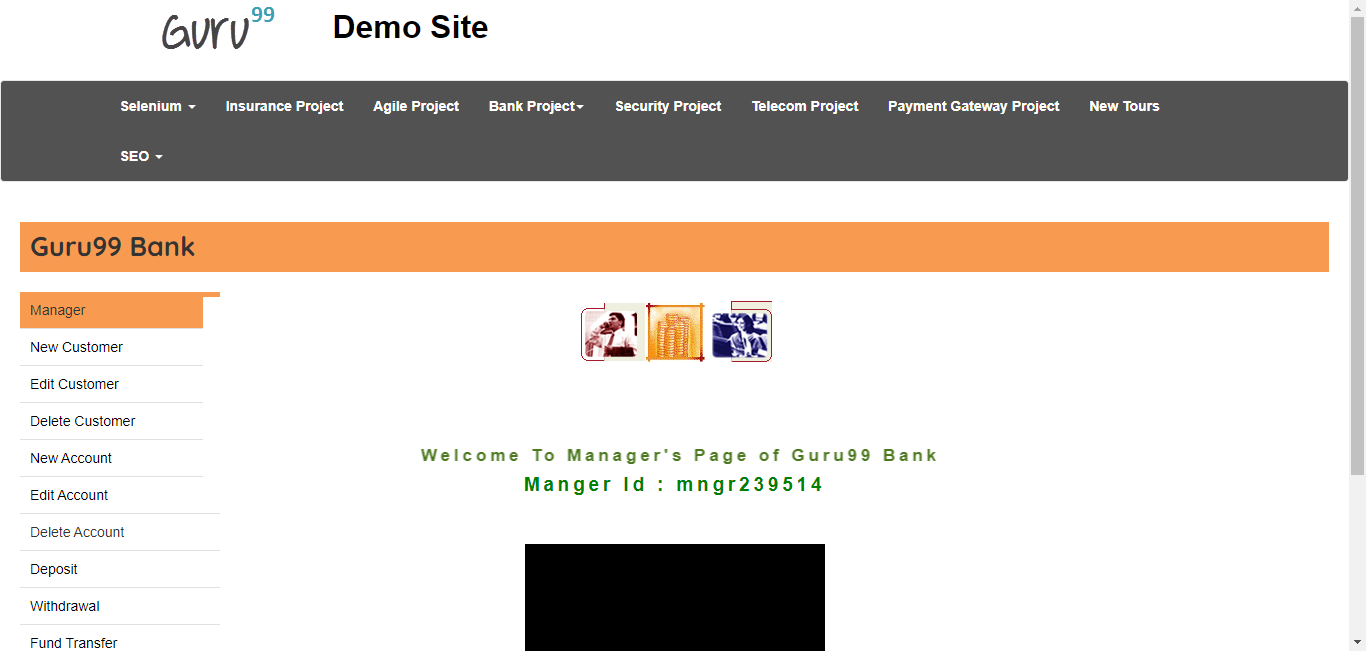 Guru99 Demo Site
Selenium Insurance Project Agile Project Bank Project Security Project Telecom Project Payment Gateway Project New Tours
SEO
Guru99 Bank
Manager
New Customer
Edit Customer
Delete Customer
New Account
Edit Account
Delete Account
Deposit
Withdrawal
Fund Transfer
Welcome To Manager's Page of Guru99 Bank
Manger Id : mngr239514